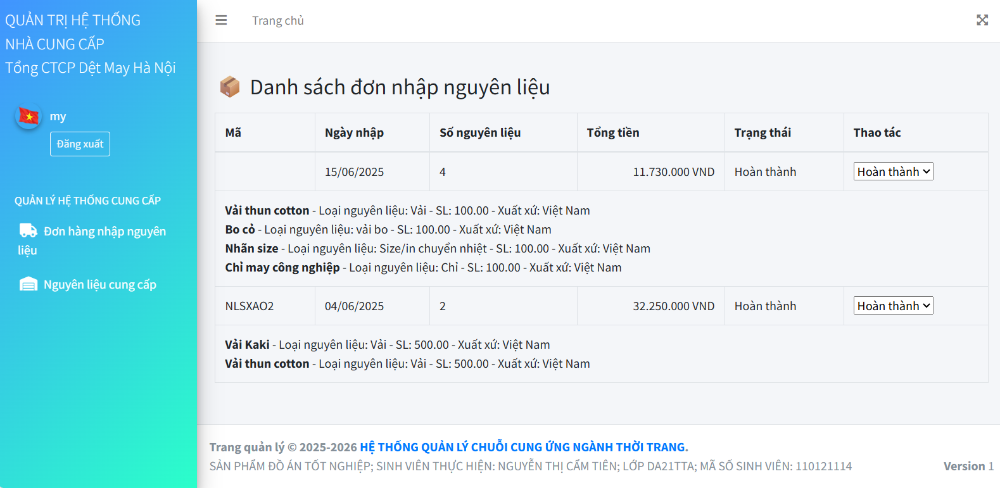 QUẢN TRỊ HỆ THỐNG
NHÀ CUNG CẤP
Tổng CTCP Dệt May Hà Nội
my
Đăng xuất
QUẢN LÝ HỆ THỐNG CUNG CẤP
Đơn hàng nhập nguyên
liệu
Nguyên liệu cung cấp
Trang chủ
Danh sách đơn nhập nguyên liệu
Mã Ngày nhập Số nguyên liệu Tổng tiền Trạng thái Thao tác
15/06/2025 4 11.730.000 VND Hoàn thành Hoàn thành
Vải thun cotton - Loại nguyên liệu: Vải - SL: 100.00 - Xuất xứ: Việt Nam
Bo cỏ - Loại nguyên liệu: vải bo - SL: 100.00 - Xuất xứ: Việt Nam
Nhãn size - Loại nguyên liệu: Size/in chuyển nhiệt - SL: 100.00 - Xuất xứ: Việt Nam
Chỉ may công nghiệp - Loại nguyên liệu: Chỉ - SL: 100.00 - Xuất xứ: Việt Nam
NLSXAO2 04/06/2025 2 32.250.000 VND Hoàn thành Hoàn thành
Vải Kaki - Loại nguyên liệu: Vải - SL: 500.00 - Xuất xứ: Việt Nam
Vải thun cotton - Loại nguyên liệu: Vải - SL: 500.00 - Xuất xứ: Việt Nam
Trang quản lý © 2025-2026 HỆ THỐNG QUẢN LÝ CHUỖI CUNG ỨNG NGÀNH THỜI TRANG.
SẢN PHẨM ĐỒ ÁN TỐT NGHIỆP; SINH VIÊN THỰC HIỆN: NGUYỄN THỊ CẨM TIÊN; LỚP DA21TTA; MÃ SỐ SINH VIÊN: 110121114
Version 1